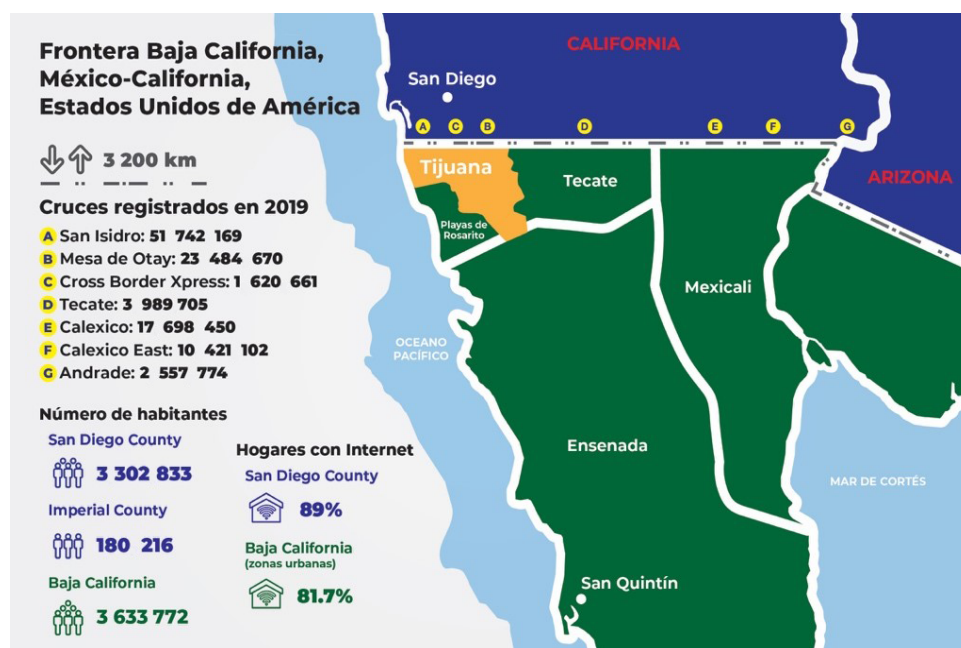 Frontera Baja California,
México-California,
Estados Unidos de América
3 200 km
Cruces registrados en 2019
A San Isidro: 51 742 169
B Mesa de Otay: 23 484 670
C Cross Border Xpress: 1 620 661
D Tecate: 3 989 705
E Calexico: 17 698 450
F Calexico East: 10 421 102
G Andrade: 2 557 774
Número de habitantes
San Diego County
3 302 833
Imperial County
180 216
Baja California
3 633 772
Hogares con Internet
San Diego County
89%
Baja California
(zonas urbanas)
81.7%
CALIFORNIA
San Diego
A C B D E F G
Tijuana
Tecate
ARIZONA
Playas de
Rosarito
Mexicali
OCEANO
PACÍFICO
Ensenada
MAR DE CORTÉS
San Quintín